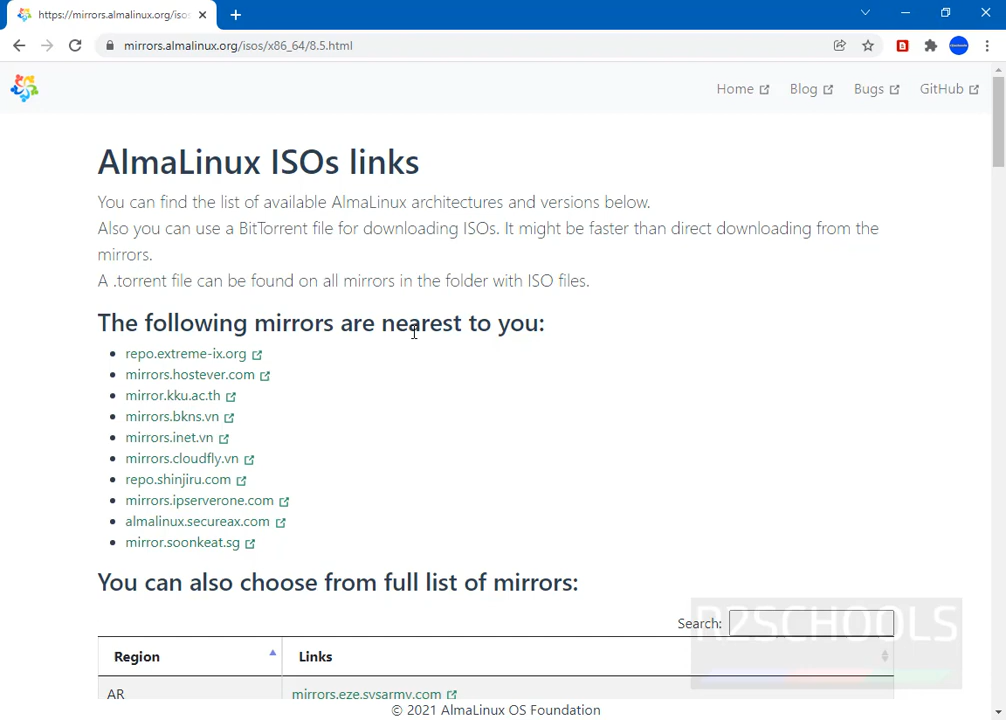 https://mirrors.almalinux.org/isos
mirrors.almalinux.org/isos/x86_64/8.5.html
Home
Blog
Bugs
GitHub
AlmaLinux ISOs links
You can find the list of available AlmaLinux architectures and versions below.
Also you can use a BitTorrent file for downloading ISOs. It might be faster than direct downloading from the
mirrors.
A .torrent file can be found on all mirrors in the folder with ISO files.
The following mirrors are nearest to you:
repo.extreme-ix.org
mirrors.hostever.com
mirror.kku.ac.th
mirrors.bkns.vn
mirrors.inet.vn
mirrors.cloudfly.vn
repo.shinjiru.com
mirrors.ipserverone.com
almalinux.secureax.com
mirror.soonkeat.sg
You can also choose from full list of mirrors:
Search:
R2SCHOOLS
Region
Links
AR
mirrors.eze.sysarmy.com
© 2021 AlmaLinux OS Foundation